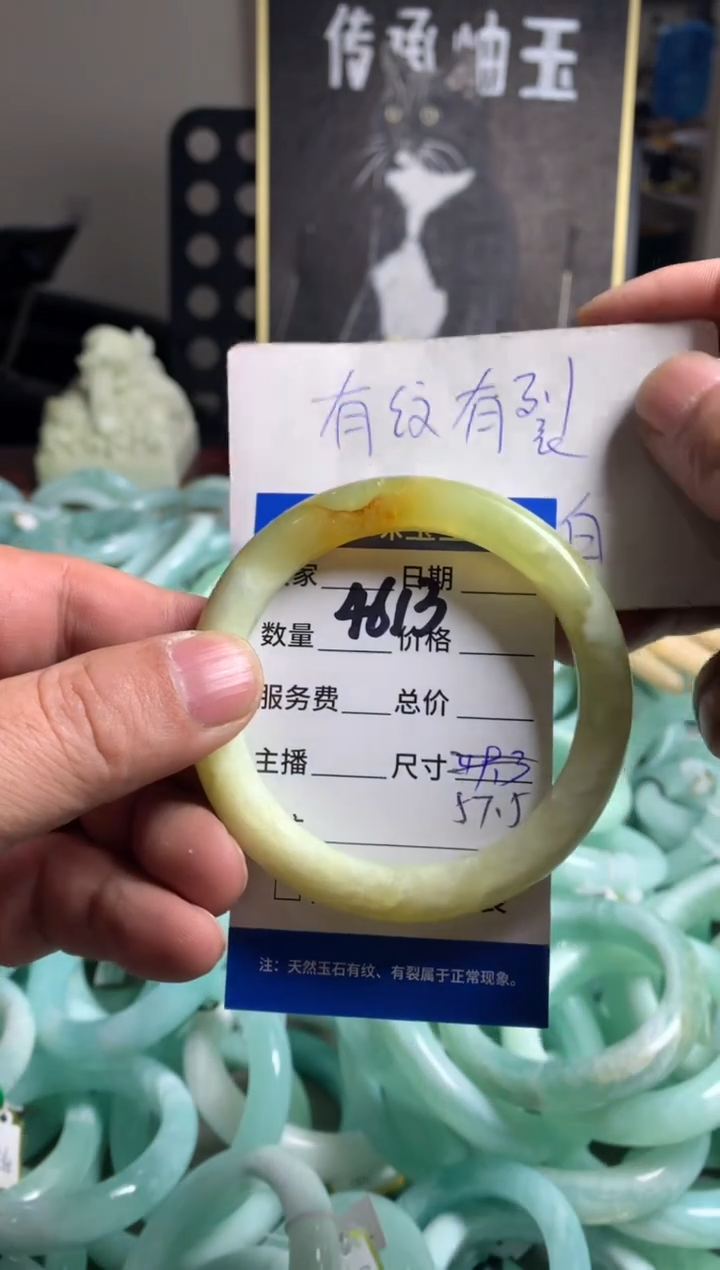 传承岫玉
有纹有裂
白
家 日期
4613
数量 价格
服务费 总价
主播 尺寸 49.3
57.5
注：天然玉石有纹、有裂属于正常现象。